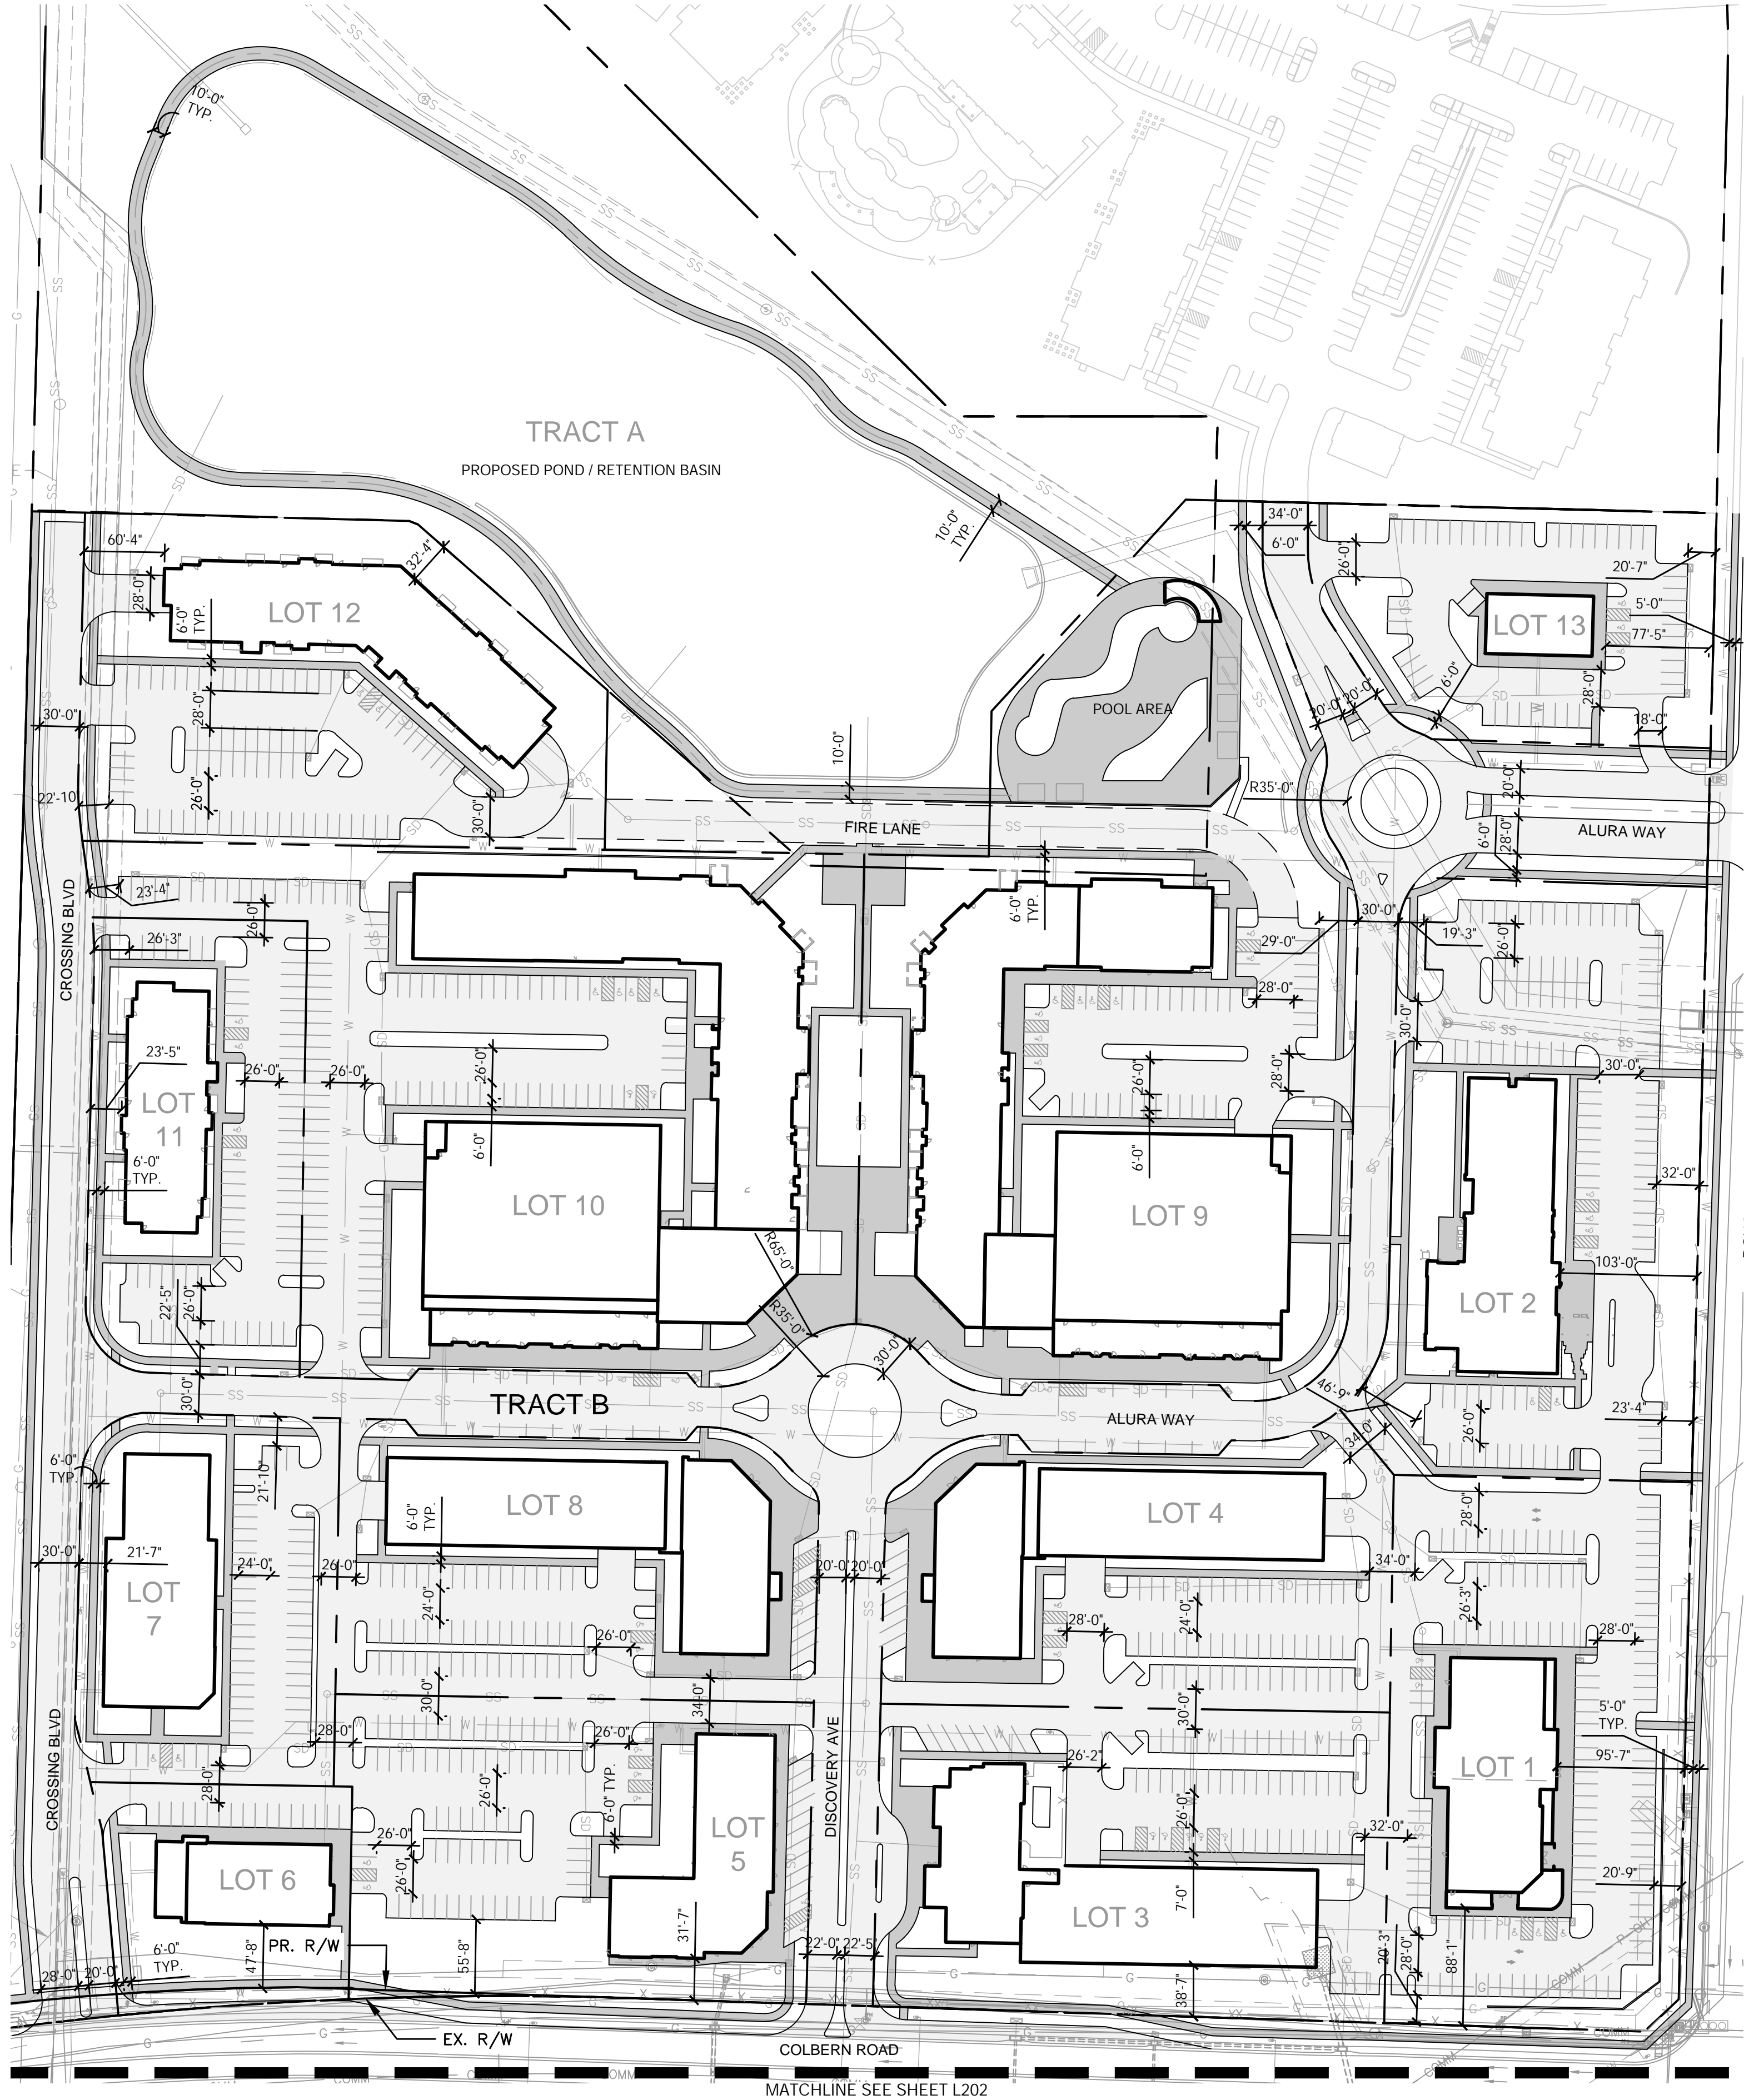 10'-0"
TYP.
TRACT A
PROPOSED POND / RETENTION BASIN
10'-0"
TYP.
34'-0"
6'-0"
26'-0"
20'-7"
5'-0"
77'-5"
LOT 13
60'-4"
32'-4"
28'-0"
6'-0"
TYP.
LOT 12
6'-0"
28'-0"
20'-0"
20'-0"
18'-0"
30'-0"
28'-0"
POOL AREA
10'-0"
R35'-0"
20'-0"
22'-10"
26'-0"
30'-0"
FIRE LANE
6'-0"
28'-0"
ALURA WAY
CROSSING BLVD
23'-4"
26'-0"
26'-3"
6'-0"
TYP.
30'-0"
29'-0"
19'-3"
26'-0"
28'-0"
30'-0"
23'-5"
26'-0"
26'-0"
26'-0"
26'-0"
28'-0"
30'-0"
LOT
11
6'-0"
TYP.
6'-0"
6'-0"
32'-0"
LOT 10
LOT 9
R65'-0"
103'-0"
22'-5"
26'-0"
R35'-0"
LOT 2
30'-0"
30'-0"
TRACT B
ALURA WAY
46'-9"
34'-0"
26'-0"
23'-4"
6'-0"
TYP.
21'-10"
LOT 8
6'-0"
TYP.
LOT 4
28'-0"
30'-0"
21'-7"
24'-0"
26'-0"
20'-0"
20'-0"
34'-0"
LOT
7
24'-0"
24'-0"
26'-3"
26'-0"
28'-0"
28'-0"
30'-0"
34'-0"
30'-0"
5'-0"
TYP.
CROSSING BLVD
28'-0"
26'-0"
DISCOVERY AVE
26'-2"
LOT 1
95'-7"
28'-0"
26'-0"
6'-0" TYP.
26'-0"
26'-0"
LOT
5
32'-0"
LOT 6
26'-0"
20'-9"
7'-0"
LOT 3
31'-7"
6'-0"
TYP.
47'-8"
PR. R/W
55'-8"
22'-0"
22'-5"
28'-0"
88'-1"
28'-0"
20'-0"
38'-7"
EX. R/W
COLBERN ROAD
MATCHLINE SEE SHEET L202